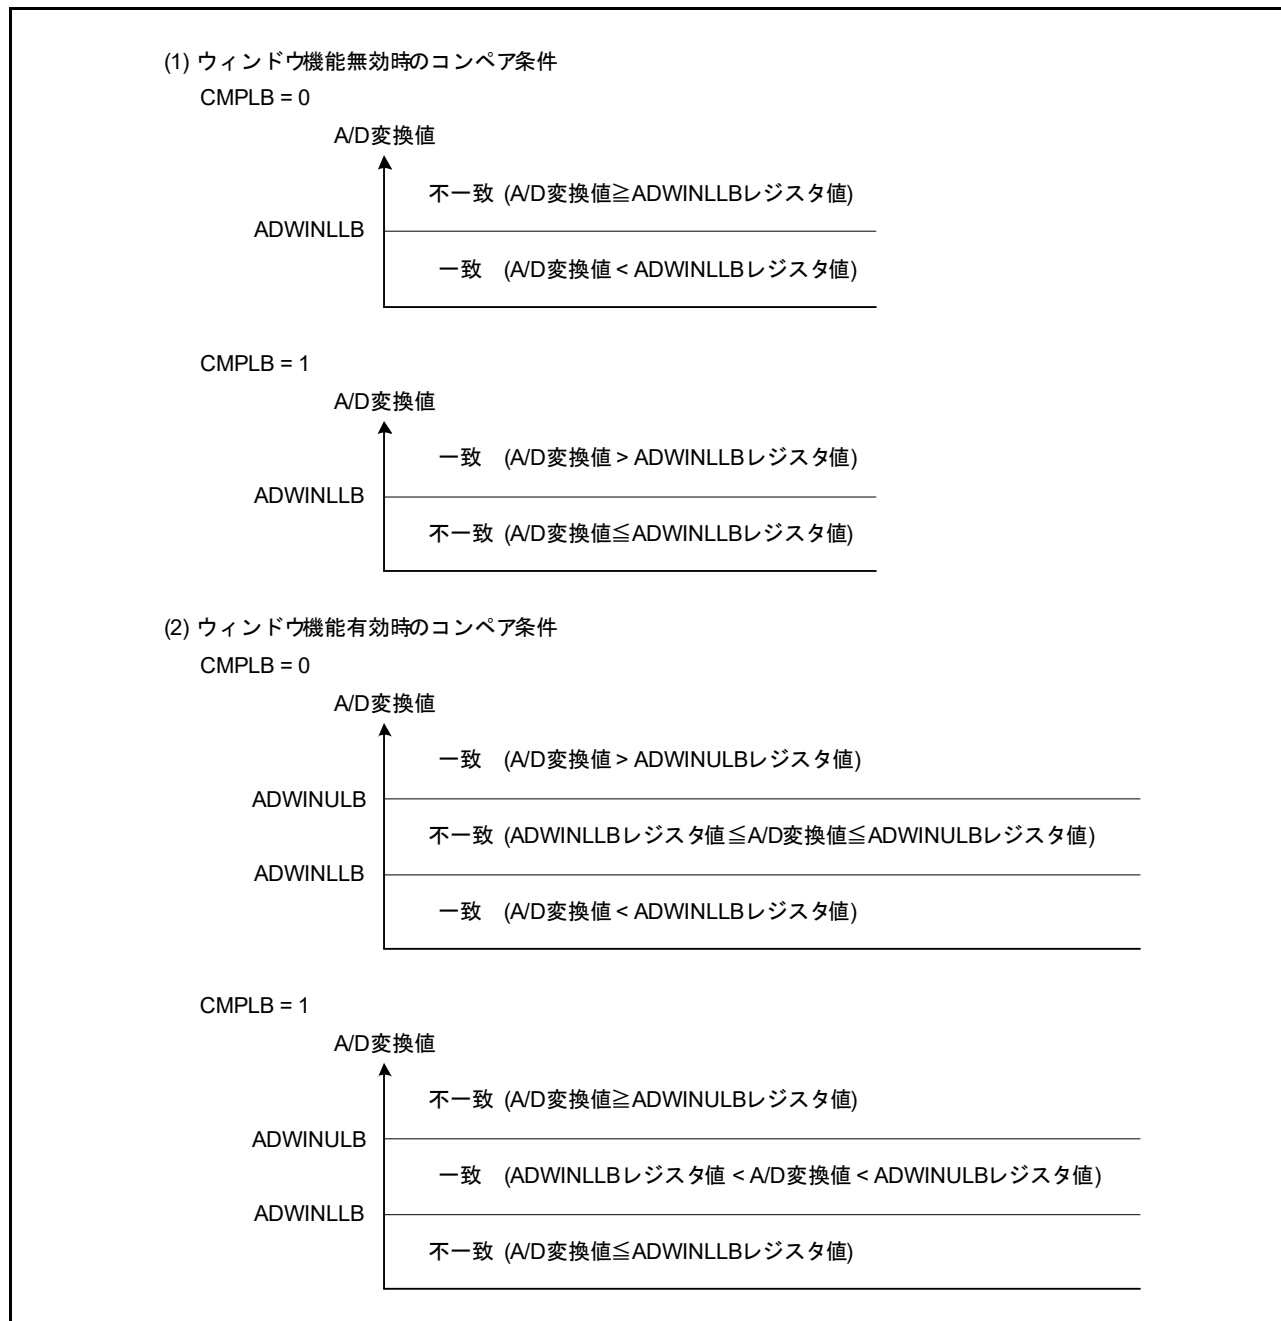 (1) ウィンドウ機能無効時のコンペア条件
CMPLB = 0
A/D変換値
不一致 (A/D変換値≧ADWINLLBレジスタ値)
ADWINLLB
一致 (A/D変換値 < ADWINLLBレジスタ値)
CMPLB = 1
A/D変換値
一致 (A/D変換値 > ADWINLLBレジスタ値)
ADWINLLB
不一致 (A/D変換値≦ADWINLLBレジスタ値)
(2) ウィンドウ機能有効時のコンペア条件
CMPLB = 0
A/D変換値
一致 (A/D変換値 > ADWINULBレジスタ値)
ADWINULB
不一致 (ADWINLLBレジスタ値≦A/D変換値≦ADWINULBレジスタ値)
ADWINLLB
一致 (A/D変換値 < ADWINLLBレジスタ値)
CMPLB = 1
A/D変換値
不一致 (A/D変換値≧ADWINULBレジスタ値)
ADWINULB
一致 (ADWINLLBレジスタ値 < A/D変換値 < ADWINULBレジスタ値)
ADWINLLB
不一致 (A/D変換値≦ADWINLLBレジスタ値)